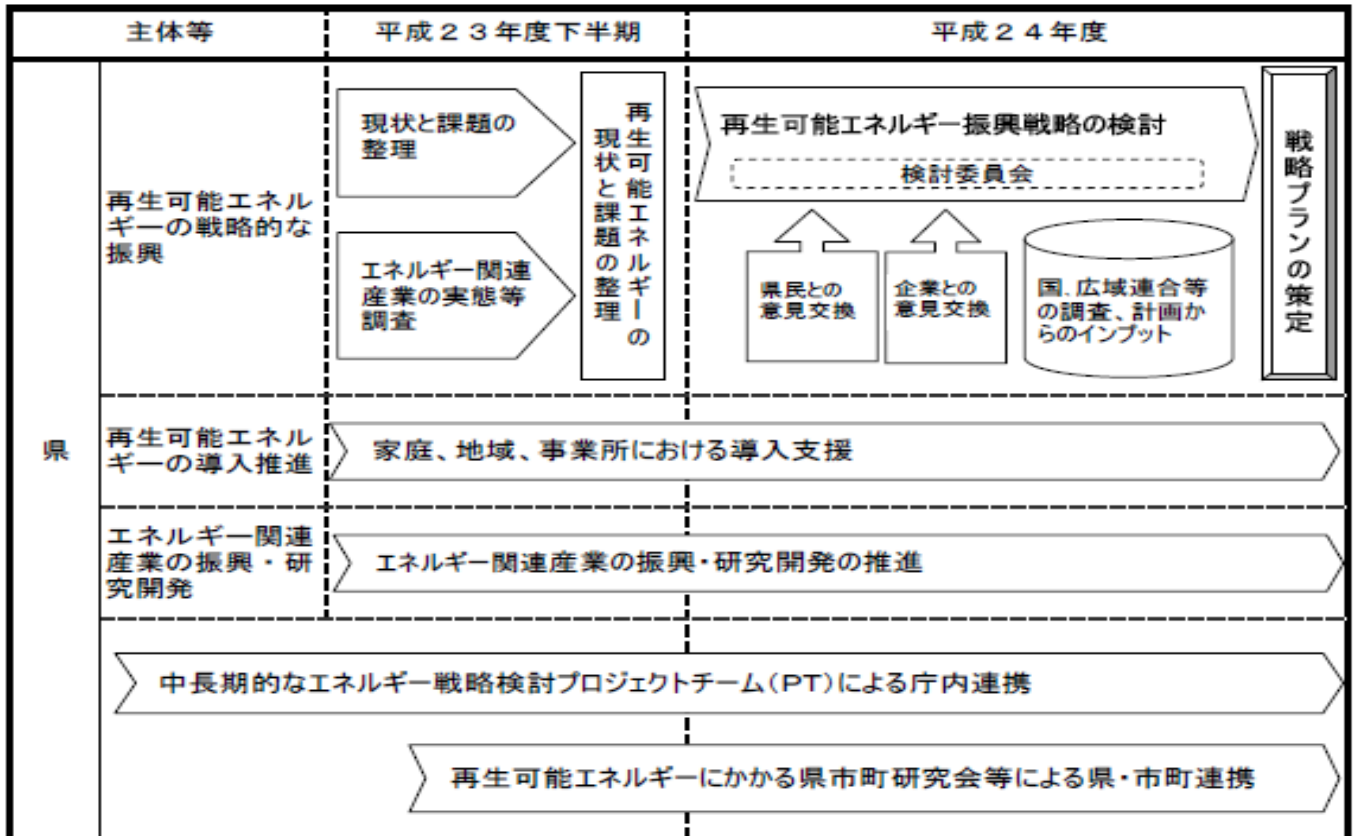 主体等
平成２３年度下半期
平成２４年度
県
再生可能エネル
ギーの戦略的な
振興
現状と課題の
整理
エネルギー関連
産業の実態等
調査
再生可能エネルギーの
現状と課題の整理
再生可能エネルギー振興戦略の検討
検討委員会
県民との
意見交換
企業との
意見交換
国、広域連合等
の調査、計画か
らのインプット
戦略プランの策定
再生可能エネル
ギーの導入推進
家庭、地域、事業所における導入支援
エネルギー関連
産業の振興・研
究開発
エネルギー関連産業の振興・研究開発の推進
中長期的なエネルギー戦略検討プロジェクトチーム（ＰＴ）による庁内連携
再生可能エネルギーにかかる県市町研究会等による県・市町連携